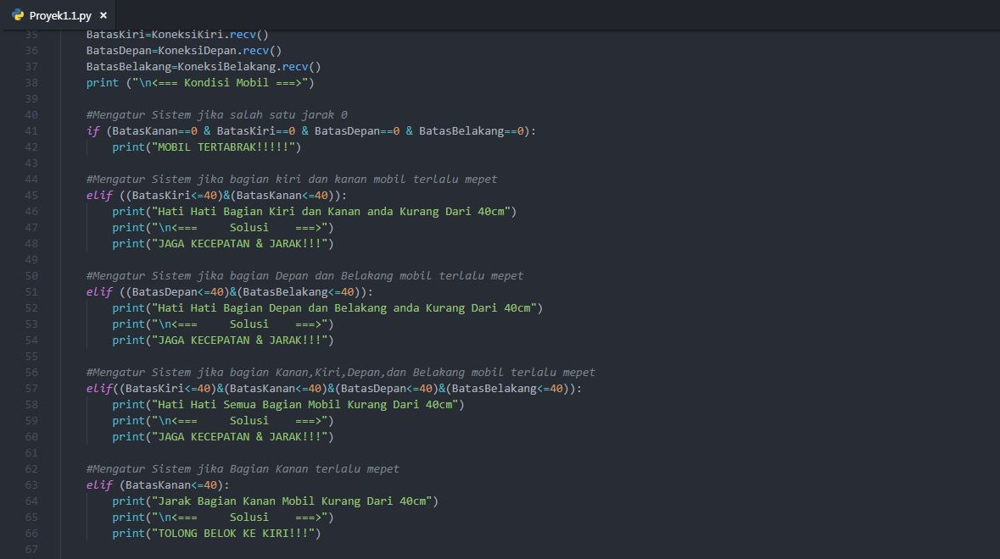 Proyek1.1.py ×
35 BatasKiri=KoneksiKiri.recv()
36 BatasDepan=KoneksiDepan.recv()
37 BatasBelakang=KoneksiBelakang.recv()
38 print ("\n<=== Kondisi Mobil ===>")
39
40 #Mengatur Sistem jika salah satu jarak 0
41 if (BatasKanan==0 & BatasKiri==0 & BatasDepan==0 & BatasBelakang==0):
42 print("MOBIL TERTABRAK!!!!!")
43
44 #Mengatur Sistem jika bagian kiri dan kanan mobil terlalu mepet
45 elif ((BatasKiri<=40)&(BatasKanan<=40)):
46 print("Hati Hati Bagian Kiri dan Kanan anda Kurang Dari 40cm")
47 print("\n<===     Solusi    ===>")
48 print("JAGA KECEPATAN & JARAK!!!")
49
50 #Mengatur Sistem jika bagian Depan dan Belakang mobil terlalu mepet
51 elif ((BatasDepan<=40)&(BatasBelakang<=40)):
52 print("Hati Hati Bagian Depan dan Belakang anda Kurang Dari 40cm")
53 print("\n<===     Solusi    ===>")
54 print("JAGA KECEPATAN & JARAK!!!")
55
56 #Mengatur Sistem jika bagian Kanan,Kiri,Depan,dan Belakang mobil terlalu mepet
57 elif((BatasKiri<=40)&(BatasKanan<=40)&(BatasDepan<=40)&(BatasBelakang<=40)):
58 print("Hati Hati Semua Bagian Mobil Kurang Dari 40cm")
59 print("\n<===     Solusi    ===>")
60 print("JAGA KECEPATAN & JARAK!!!")
61
62 #Mengatur Sistem jika Bagian Kanan terlalu mepet
63 elif (BatasKanan<=40):
64 print("Jarak Bagian Kanan Mobil Kurang Dari 40cm")
65 print("\n<===     Solusi    ===>")
66 print("TOLONG BELOK KE KIRI!!!")
67